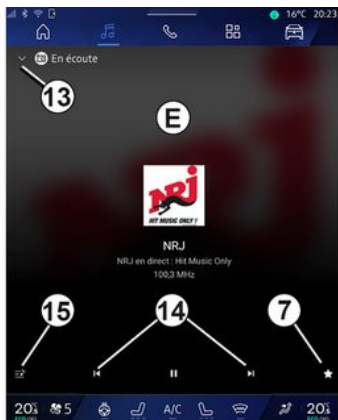 16°C 20:23
En écoute
13
E
NRJ
HIT MUSIC ONLY !
NRJ
NRJ en direct : Hit Music Only
100,3 MHz
15 14 7
20,5 5 A/C 20,5